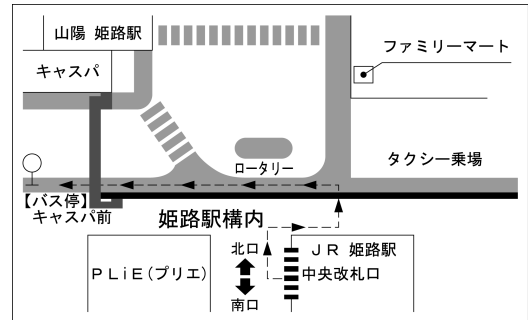 山陽 姫路駅
キャスパ
ファミリーマート
ロータリー
タクシー乗場
【バス停】
キャスパ前
姫路駅構内
北口
南口
JR 姫路駅
中央改札口
PLiE(プリエ)